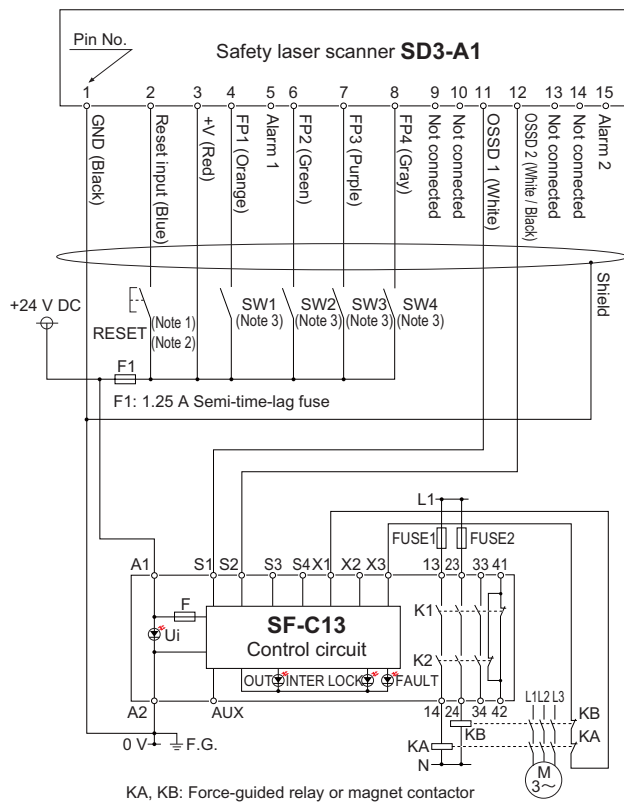 Pin No.
Safety laser scanner SD3-A1
1 2 3 4 5 6 7 8 9 10 11 12 13 14 15
GND (Black)
Reset input (Blue)
+V (Red)
FP1 (Orange)
Alarm 1
FP2 (Green)
FP3 (Purple)
FP4 (Gray)
Not connected
Not connected
OSSD 1 (White)
OSSD 2 (White / Black)
Not connected
Not connected
Alarm 2
Shield
+24 V DC
RESET
(Note 1)
(Note 2)
SW1
(Note 3)
SW2
(Note 3)
SW3
(Note 3)
SW4
(Note 3)
F1
F1: 1.25 A Semi-time-lag fuse
L1
FUSE1
FUSE2
A1 S1 S2 S3 S4 X1 X2 X3 13 23 33 41
F
Ui
SF-C13
Control circuit
OUT INTER LOCK FAULT
K1
K2
A2 AUX 14 24 34 42
0 V
F.G.
KA
KB
N
L1 L2 L3
KB
KA
M
3~
KA, KB: Force-guided relay or magnet contactor